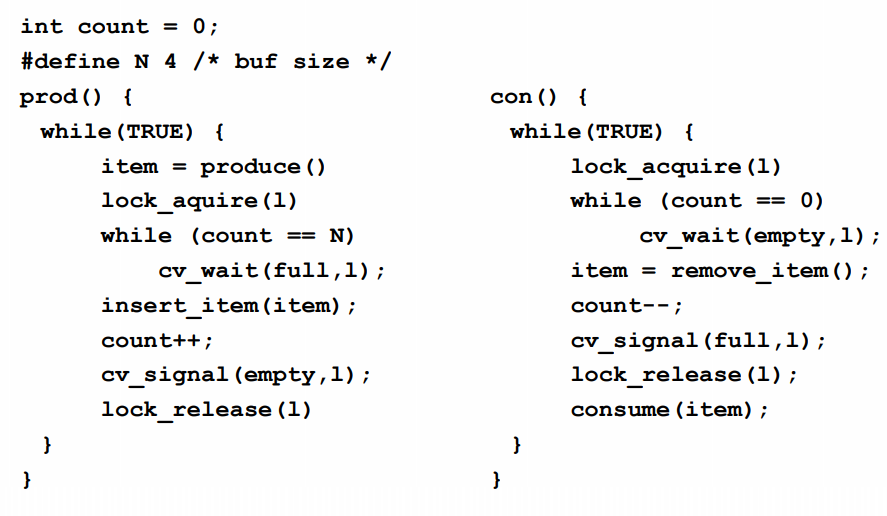 int count = 0;
#define N 4 /* buf size */
prod() {
while(TRUE) {
item = produce()
lock_aquire(l)
while (count == N)
cv_wait(full,l);
insert_item(item);
count++;
cv_signal(empty,l);
lock_release(l)
}
}
con() {
while(TRUE) {
lock_acquire(l)
while (count == 0)
cv_wait(empty,l);
item = remove_item();
count--;
cv_signal(full,l);
lock_release(l);
consume(item);
}
}